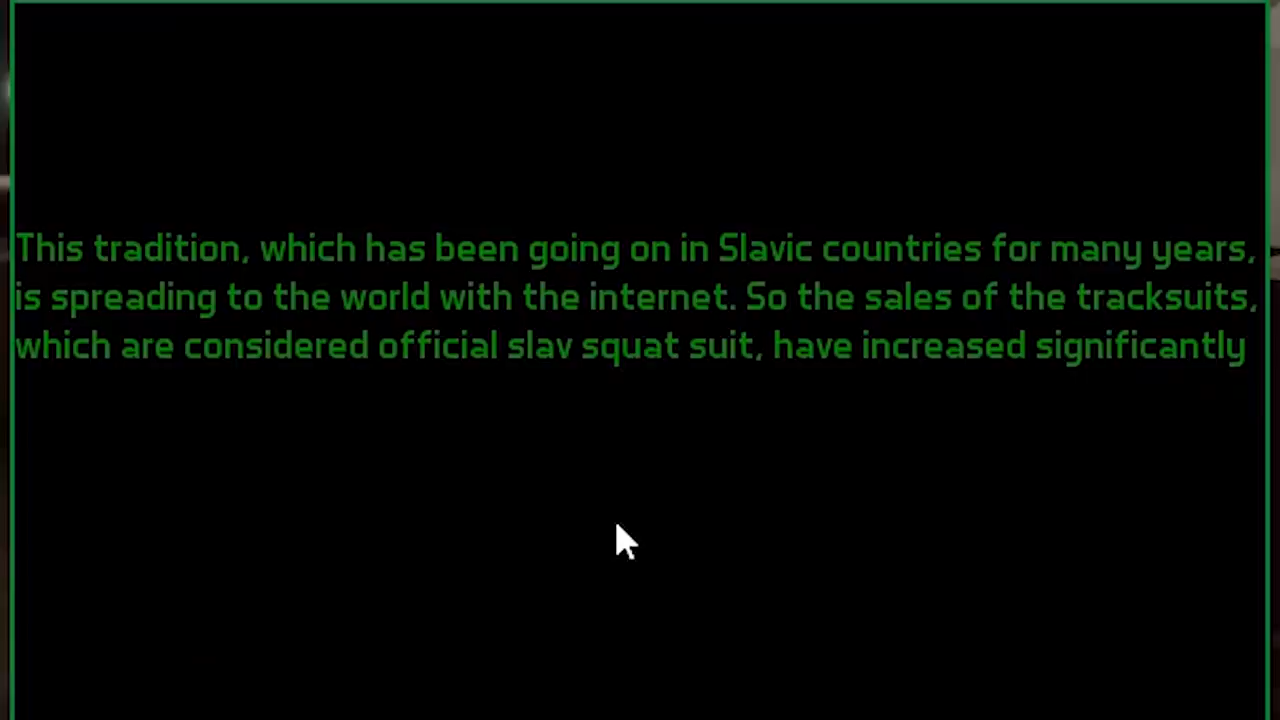 This tradition, which has been going on in Slavic countries for many years,
is spreading to the world with the internet. So the sales of the tracksuits,
which are considered official slav squat suit, have increased significantly